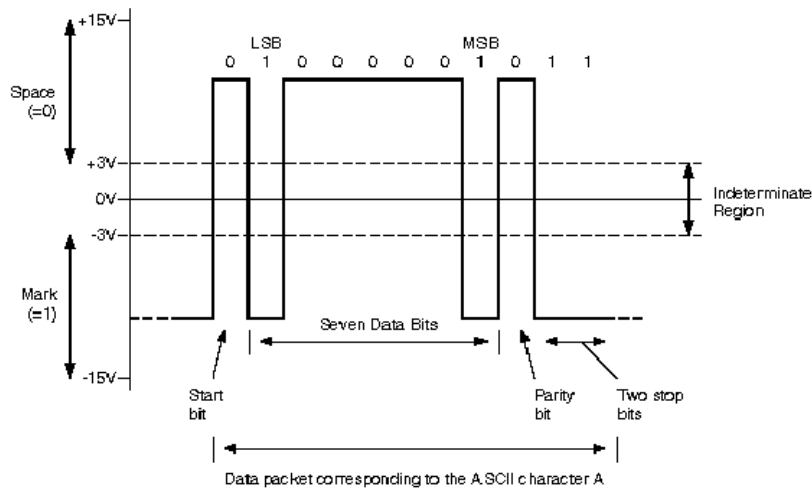 +15V
LSB MSB
0 1 0 0 0 0 0 1 0 1 1
Space
(=0)
+3V
0V
Indeterminate
Region
-3V
Mark
(=1)
Seven Data Bits
-15V
Start
bit
Parity
bit
Two stop
bits
Data packet corresponding to the ASCII character A